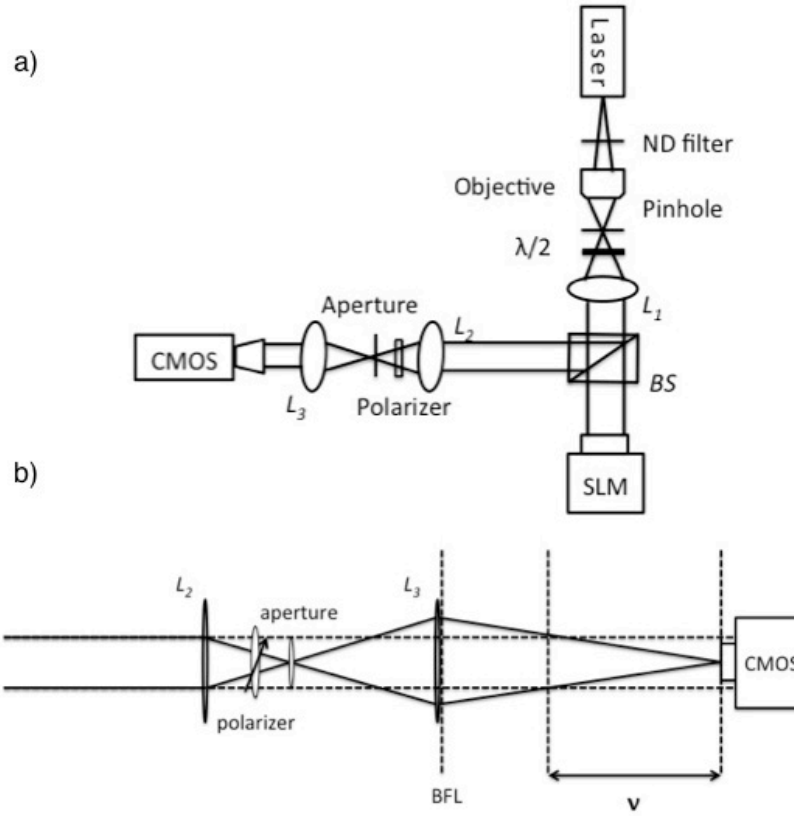 a)
Laser
ND filter
Objective
Pinhole
λ/2
L1
Aperture
L2
CMOS
BS
L3
Polarizer
SLM
b)
L2
L3
aperture
CMOS
polarizer
BFL
ν